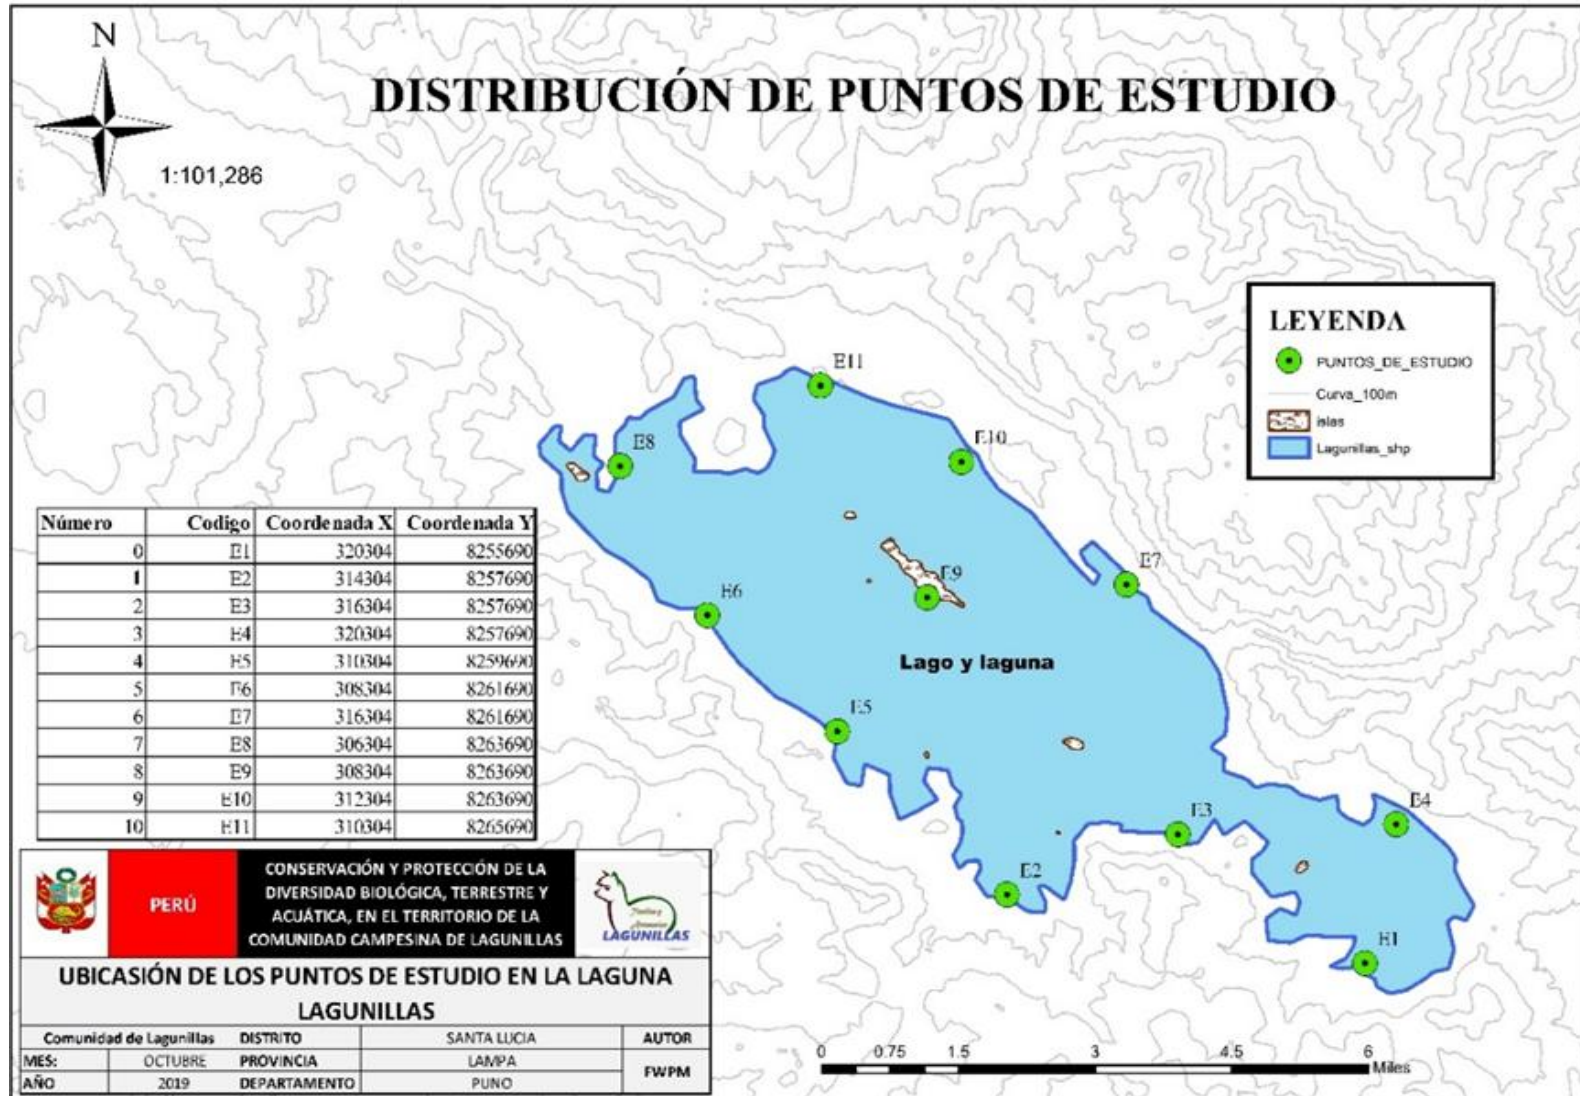 N
DISTRIBUCIÓN DE PUNTOS DE ESTUDIO
1:101,286
LEYENDA
PUNTOS_DE_ESTUDIO
Curva_100m
islas
Lagunillas_shp
E11
E10
E8
E7
E9
E6
Lago y laguna
E5
E4
E3
E2
E1
Número Codigo Coordenada X Coordenada Y
0 E1 320304 8255690
1 E2 314304 8257690
2 E3 316304 8257690
3 E4 320304 8257690
4 E5 310304 8259690
5 E6 308304 8261690
6 E7 316304 8261690
7 E8 306304 8263690
8 E9 308304 8263690
9 E10 312304 8263690
10 E11 310304 8265690
PERÚ
CONSERVACIÓN Y PROTECCIÓN DE LA
DIVERSIDAD BIOLÓGICA, TERRESTRE Y
ACUÁTICA, EN EL TERRITORIO DE LA
COMUNIDAD CAMPESINA DE LAGUNILLAS
LAGUNILLAS
UBICASIÓN DE LOS PUNTOS DE ESTUDIO EN LA LAGUNA
LAGUNILLAS
Comunidad de Lagunillas DISTRITO SANTA LUCIA AUTOR
MES: OCTUBRE PROVINCIA LAMPA FWPM
AÑO 2019 DEPARTAMENTO PUNO
0 0.75 1.5 3 4.5 6
Miles